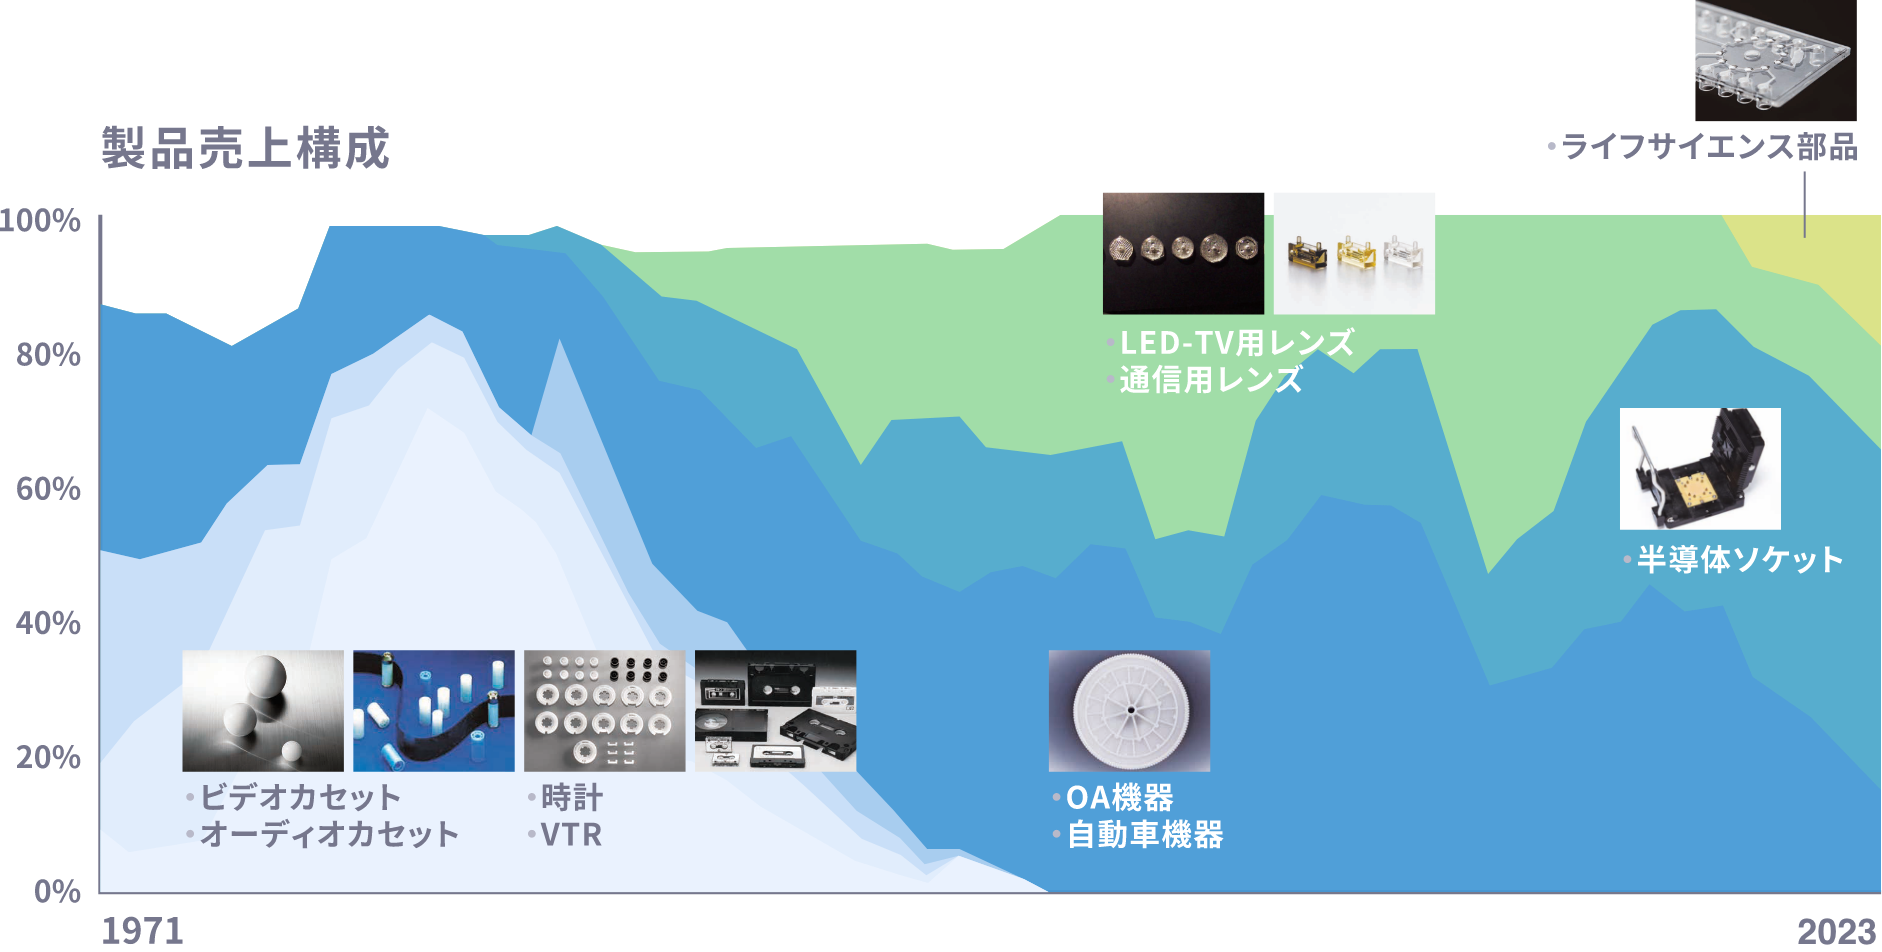 製品売上構成
・ライフサイエンス部品
100%
80%
60%
40%
20%
0%
・LED-TV用レンズ
・通信用レンズ
・半導体ソケット
・ビデオカセット
・オーディオカセット
・時計
・VTR
・OA機器
・自動車機器
1971
2023